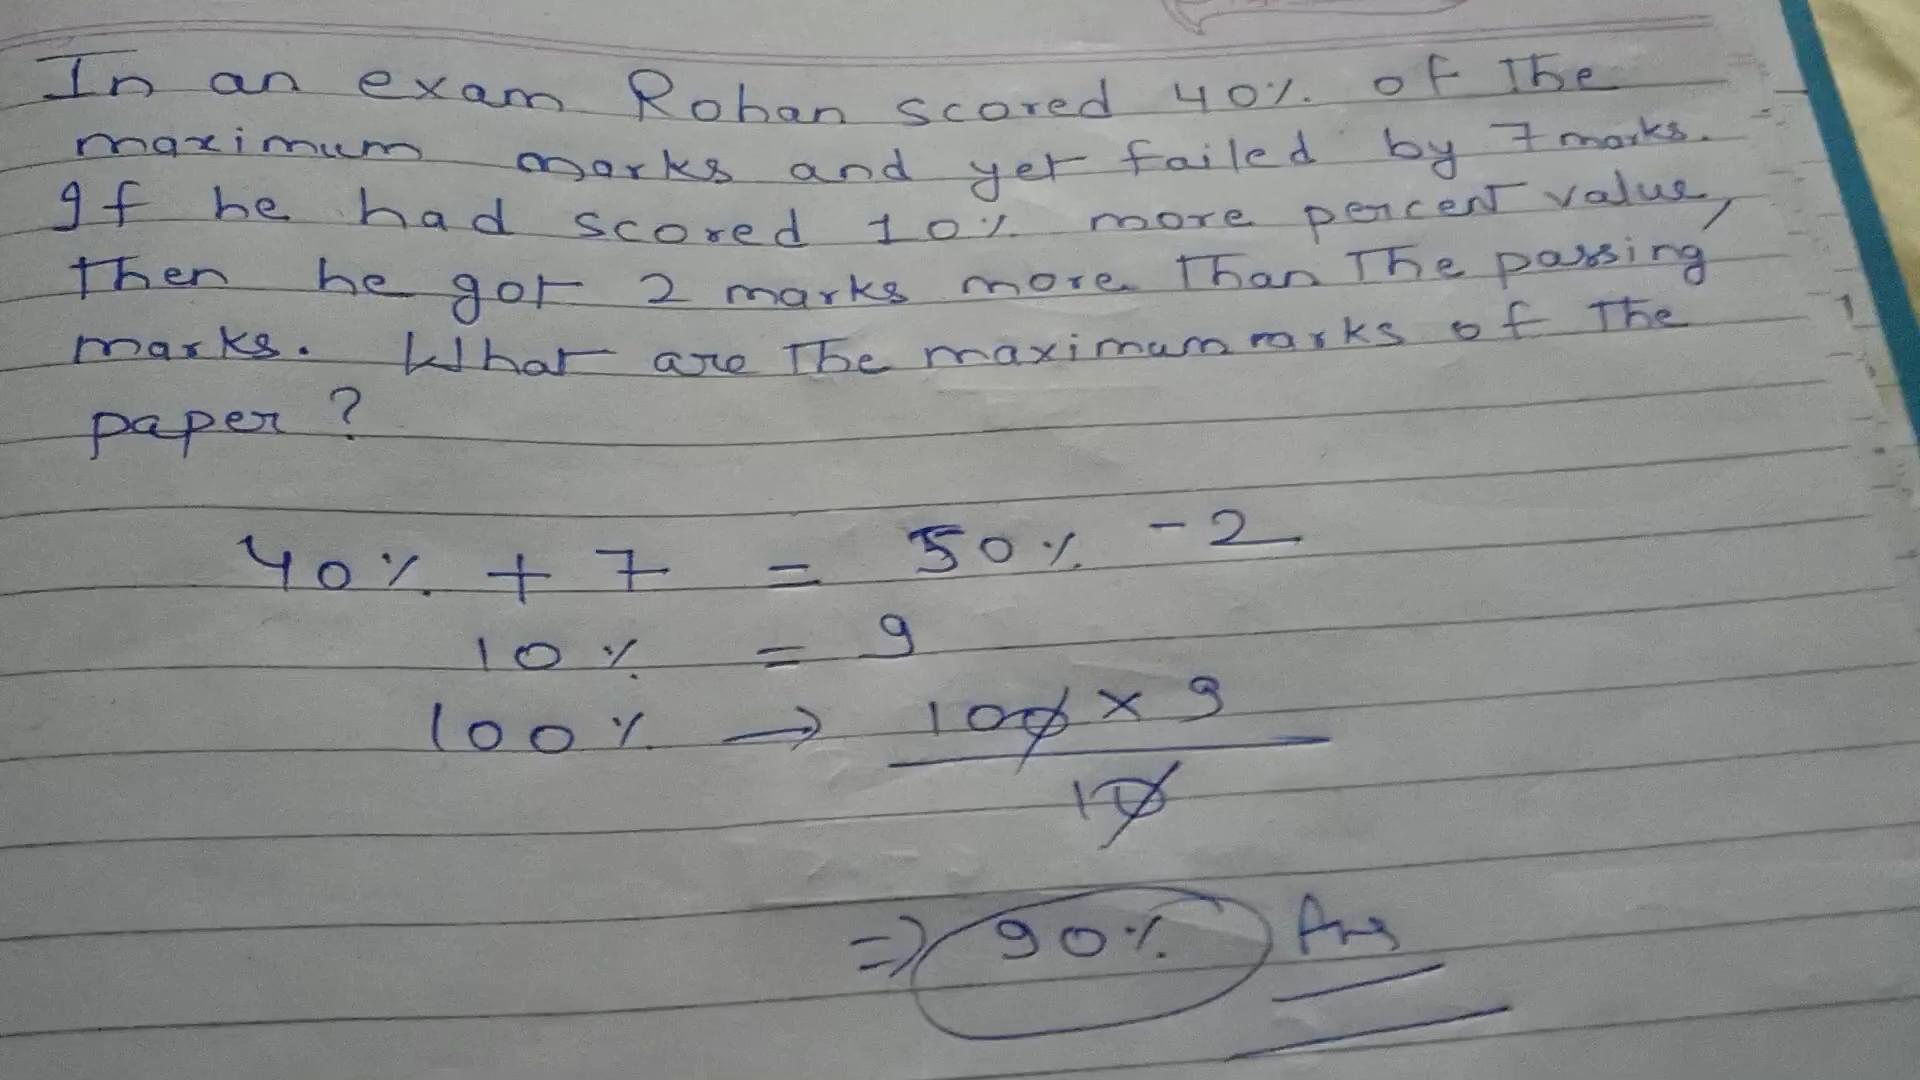 In an exam Rohan scored 40% of The
maximum marks and yet failed by 7 marks.
If he had scored 10% more percent value,
Then he got 2 marks more Than The passing
marks. What are The maximum marks of The
paper ?
40% + 7 = 50% - 2
10% = 9
100% → 100 × 9
10
⇒ 90% Ans